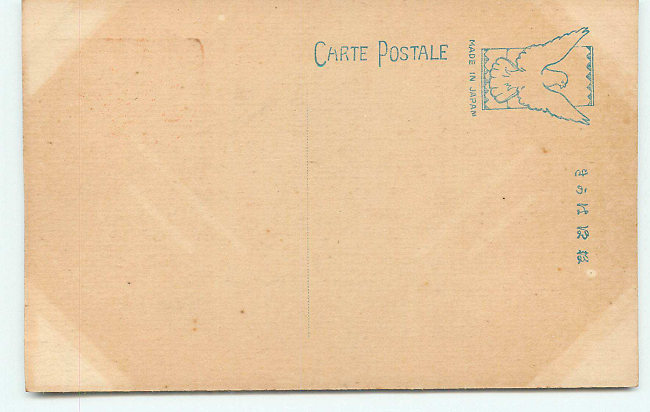 CARTE POSTALE
MADE IN JAPAN
きかは便郵